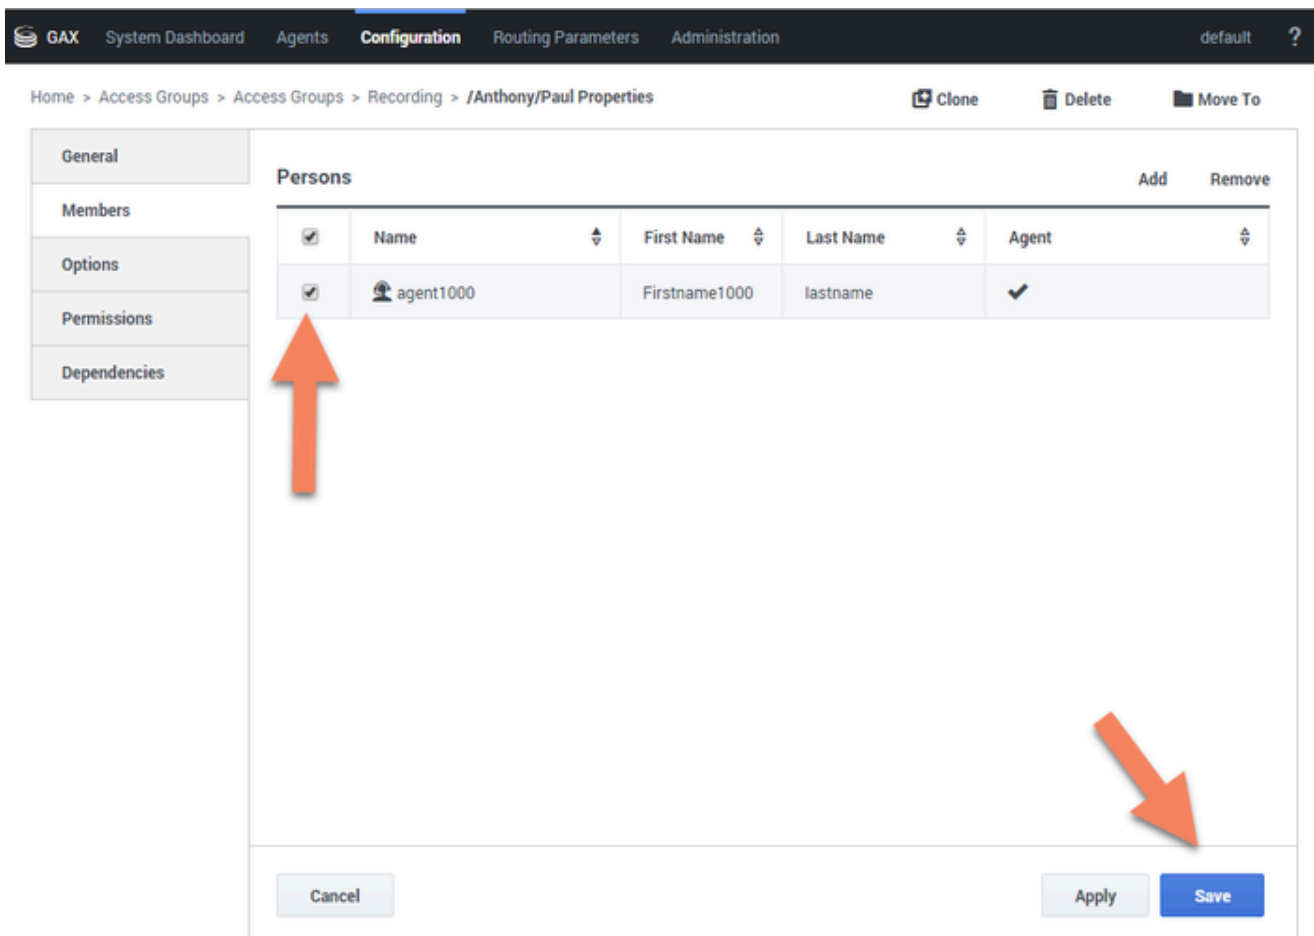 GAX System Dashboard Agents Configuration Routing Parameters Administration default ?
Home > Access Groups > Access Groups > Recording > /Anthony/Paul Properties Clone Delete Move To
General
Persons Add Remove
Members
Name First Name Last Name Agent
Options
agent1000 Firstname1000 lastname
Permissions
Dependencies
Cancel Apply Save